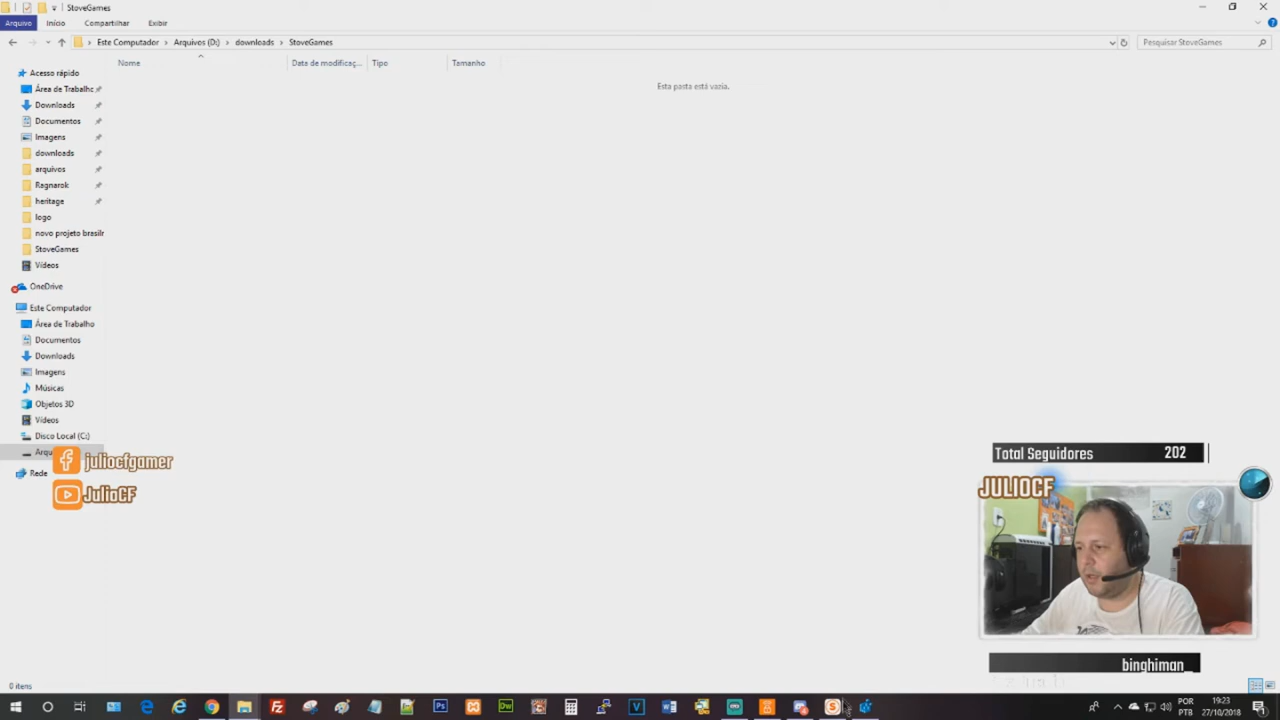 StoveGames
Arquivo Início Compartilhar Exibir
Este Computador Arquivos (D:) downloads StoveGames
Pesquisar StoveGames
Nome Data de modificaç... Tipo Tamanho
Esta pasta está vazia.
Acesso rápido
Área de Trabalho
Downloads
Documentos
Imagens
downloads
arquivos
Ragnarok
heritage
logo
novo projeto brasilr
StoveGames
Vídeos
OneDrive
Este Computador
Área de Trabalho
Documentos
Downloads
Imagens
Músicas
Objetos 3D
Vídeos
Disco Local (C:)
Arqu
Rede
juliocfgamer
JulioCF
Total Seguidores 202
JULIOCF
binghiman_
0 itens
POR
PTB
19:23
27/10/2018